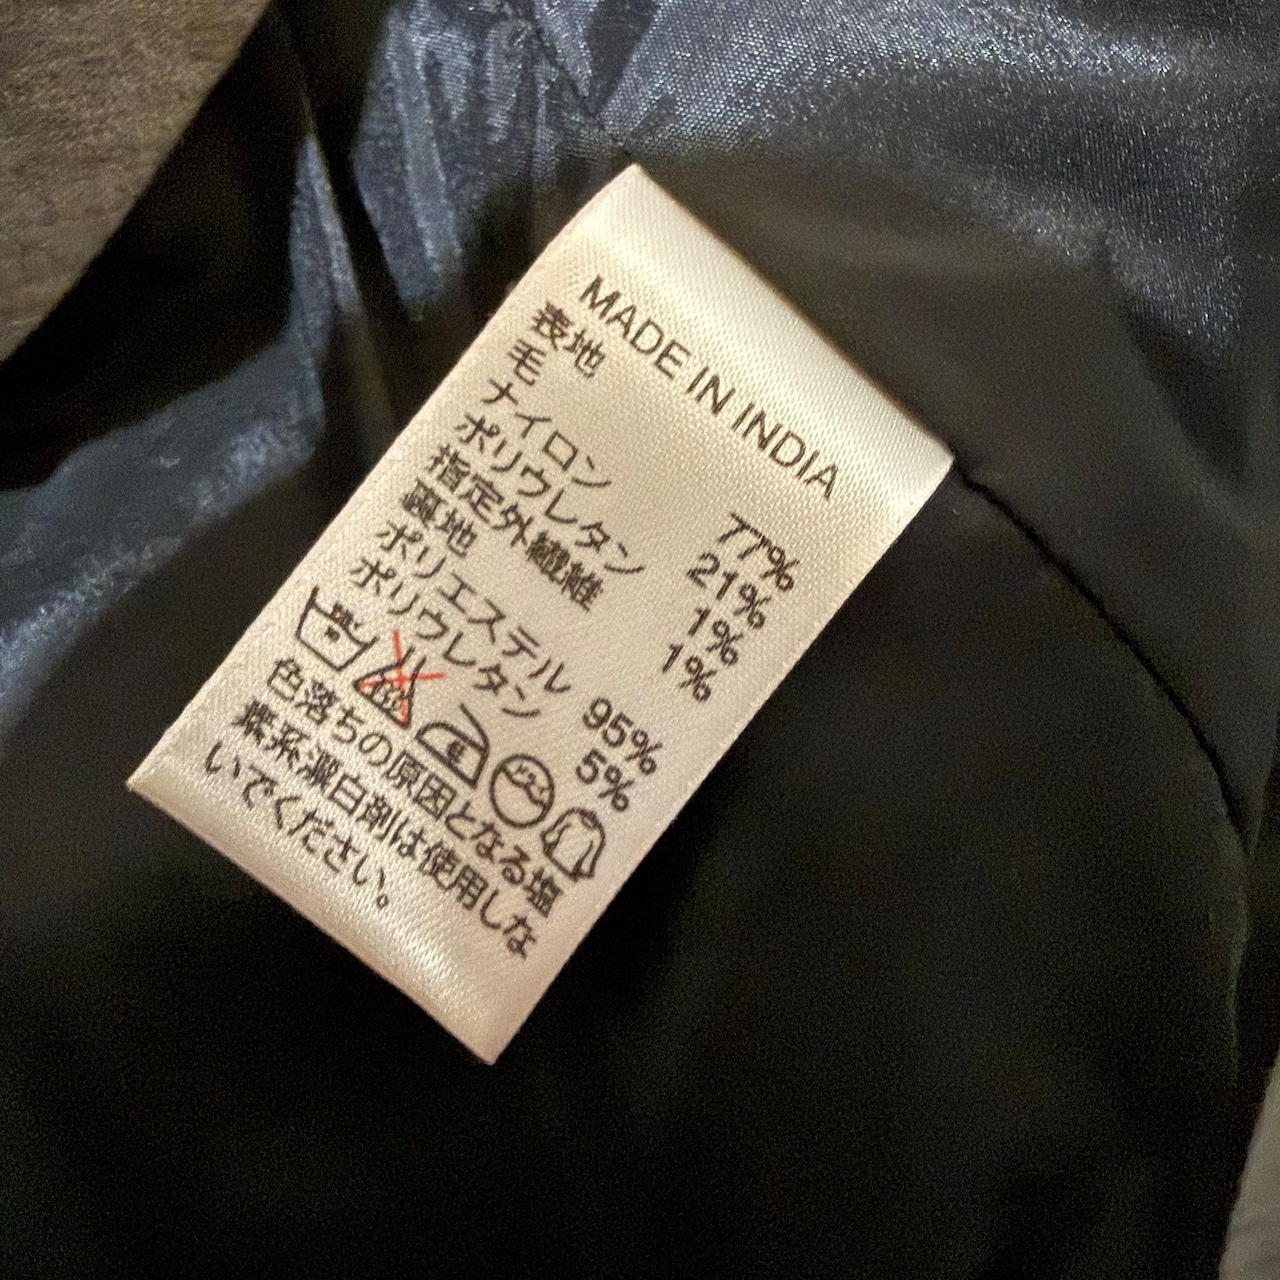 MADE IN INDIA
表地
毛 77%
ナイロン 21%
ポリウレタン 1%
指定外繊維 1%
裏地
ポリエステル 95%
ポリウレタン 5%
色落ちの原因となる塩
素系漂白剤は使用しな
いでください。